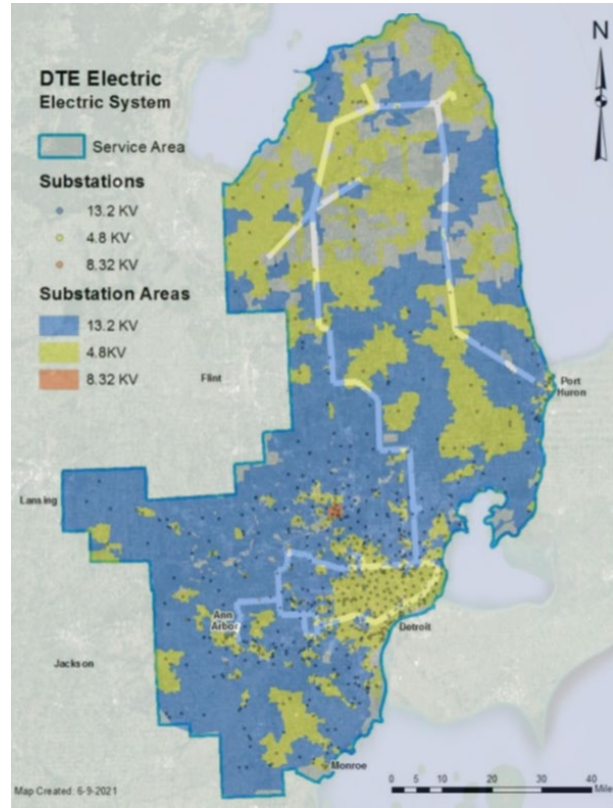 DTE Electric
Electric System
Service Area
Substations
13.2 KV
4.8 KV
8.32 KV
Substation Areas
13.2 KV
4.8KV
8.32 KV
N
Flint
Port
Huron
Lansing
Ann
Arbor
Detroit
Jackson
Monroe
Map Created: 6-9-2021
0 5 10 20 30 40
Mile